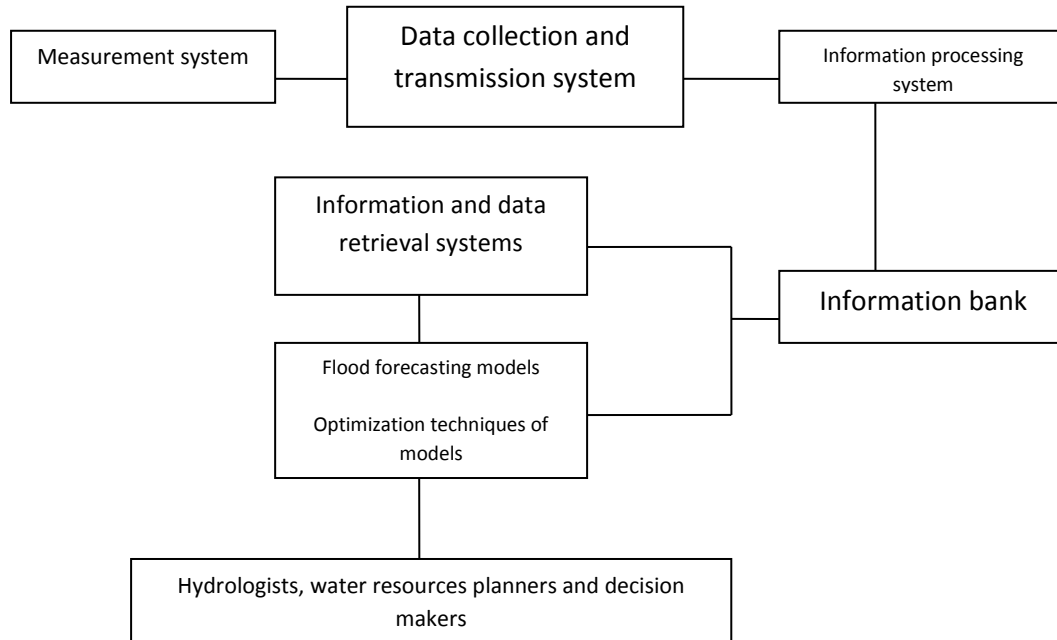 Measurement system
Data collection and
transmission system
Information processing
system
Information and data
retrieval systems
Information bank
Flood forecasting models
Optimization techniques of
models
Hydrologists, water resources planners and decision
makers